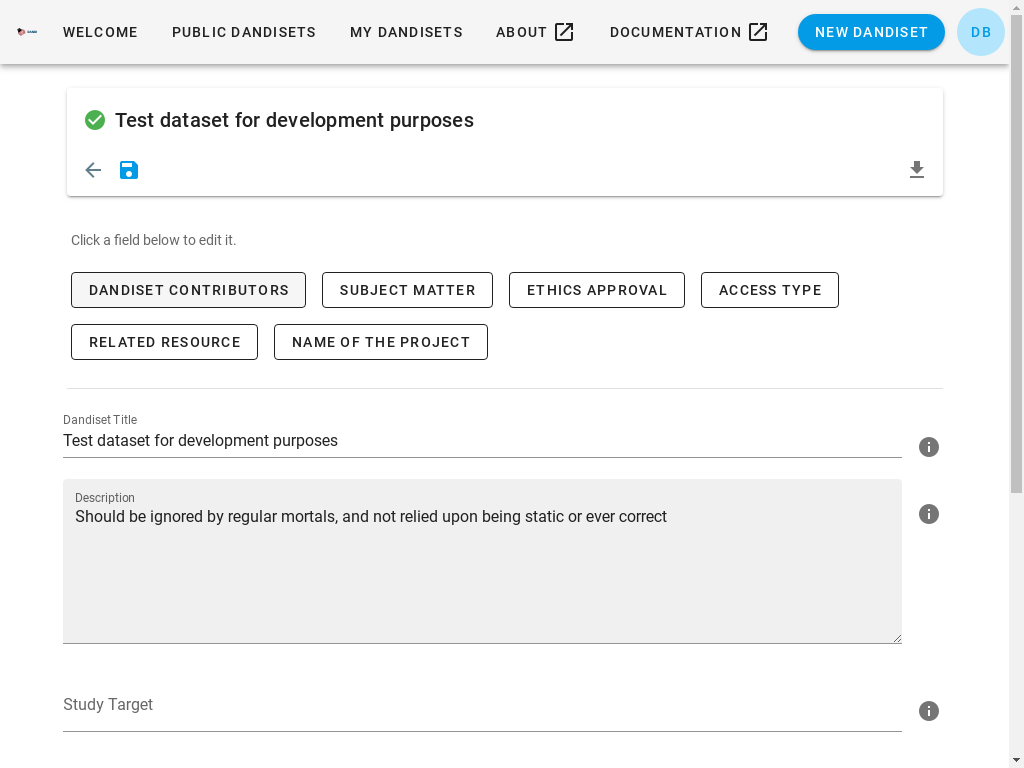 WELCOME PUBLIC DANDISETS MY DANDISETS ABOUT DOCUMENTATION NEW DANDISET DB
Test dataset for development purposes
Click a field below to edit it.
DANDISET CONTRIBUTORS SUBJECT MATTER ETHICS APPROVAL ACCESS TYPE
RELATED RESOURCE NAME OF THE PROJECT
Dandiset Title
Test dataset for development purposes
Description
Should be ignored by regular mortals, and not relied upon being static or ever correct
Study Target